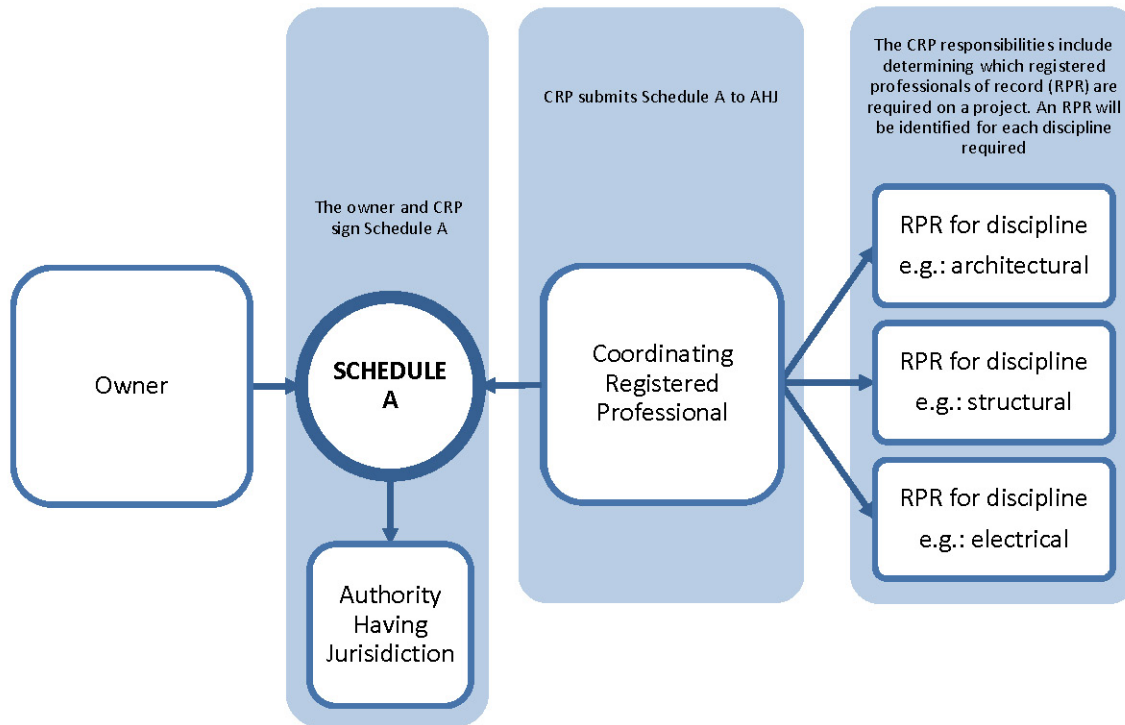 The owner and CRP
sign Schedule A
CRP submits Schedule A to AHJ
The CRP responsibilities include
determining which registered
professionals of record (RPR) are
required on a project. An RPR will
be identified for each discipline
required
Owner
SCHEDULE
A
Authority
Having
Jurisidiction
Coordinating
Registered
Professional
RPR for discipline
e.g.: architectural
RPR for discipline
e.g.: structural
RPR for discipline
e.g.: electrical